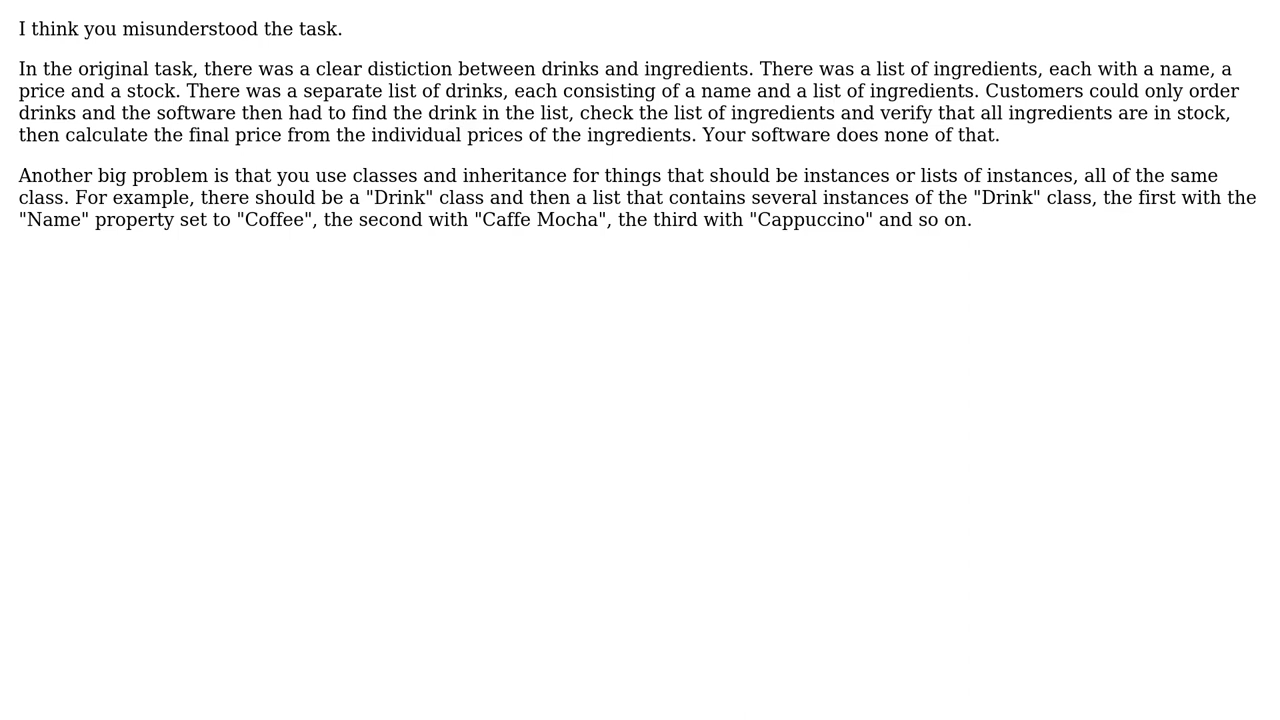 I think you misunderstood the task.
In the original task, there was a clear distiction between drinks and ingredients. There was a list of ingredients, each with a name, a
price and a stock. There was a separate list of drinks, each consisting of a name and a list of ingredients. Customers could only order
drinks and the software then had to find the drink in the list, check the list of ingredients and verify that all ingredients are in stock,
then calculate the final price from the individual prices of the ingredients. Your software does none of that.
Another big problem is that you use classes and inheritance for things that should be instances or lists of instances, all of the same
class. For example, there should be a "Drink" class and then a list that contains several instances of the "Drink" class, the first with the
"Name" property set to "Coffee", the second with "Caffe Mocha", the third with "Cappuccino" and so on.